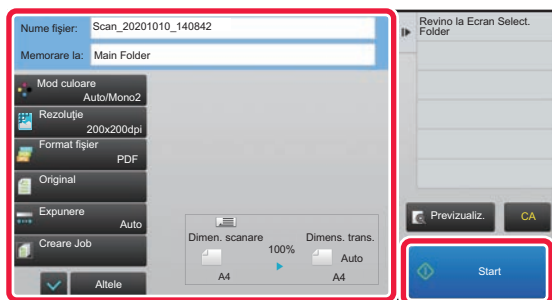 Nume fişier:
Scan_20201010_140842
Memorare la:
Main Folder
Mod culoare
Auto/Mono2
Rezoluţie
200x200dpi
Format fişier
PDF
Original
Expunere
Auto
Creare Job
Altele
Dimen. scanare
100%
Dimens. trans.
Auto
A4
A4
Revino la Ecran Select.
Folder
Previzualiz.
CA
Start